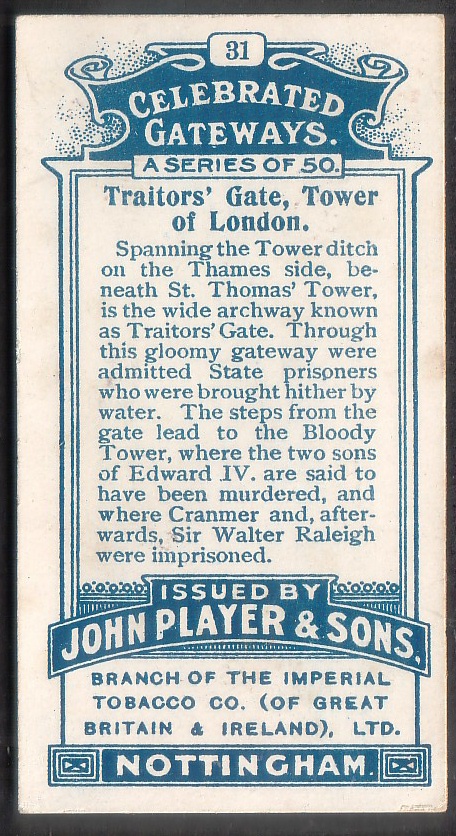 31
CELEBRATED
GATEWAYS.
A SERIES OF 50.
Traitors' Gate, Tower
of London.
Spanning the Tower ditch
on the Thames side, be-
neath St. Thomas' Tower,
is the wide archway known
as Traitors' Gate. Through
this gloomy gateway were
admitted State prisoners
who were brought hither by
water. The steps from the
gate lead to the Bloody
Tower, where the two sons
of Edward IV. are said to
have been murdered, and
where Cranmer and, after-
wards, Sir Walter Raleigh
were imprisoned.
ISSUED BY
JOHN PLAYER & SONS.
BRANCH OF THE IMPERIAL
TOBACCO CO. (OF GREAT
BRITAIN & IRELAND), LTD.
NOTTINGHAM.